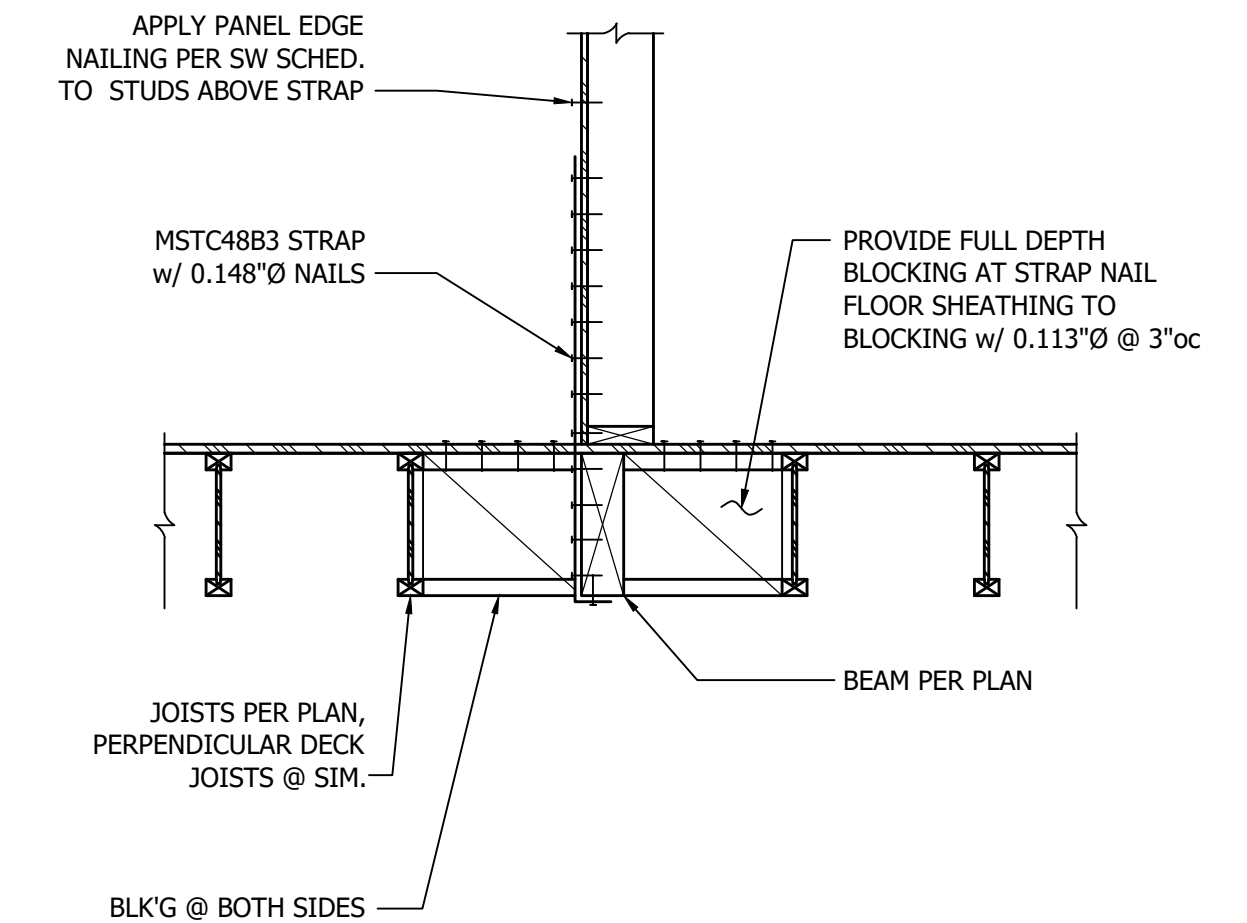 APPLY PANEL EDGE
NAILING PER SW SCHED.
TO STUDS ABOVE STRAP
MSTC48B3 STRAP
w/ 0.148"Ø NAILS
PROVIDE FULL DEPTH
BLOCKING AT STRAP NAIL
FLOOR SHEATHING TO
BLOCKING w/ 0.113"Ø @ 3"oc
BEAM PER PLAN
JOISTS PER PLAN,
PERPENDICULAR DECK
JOISTS @ SIM.
BLK'G @ BOTH SIDES